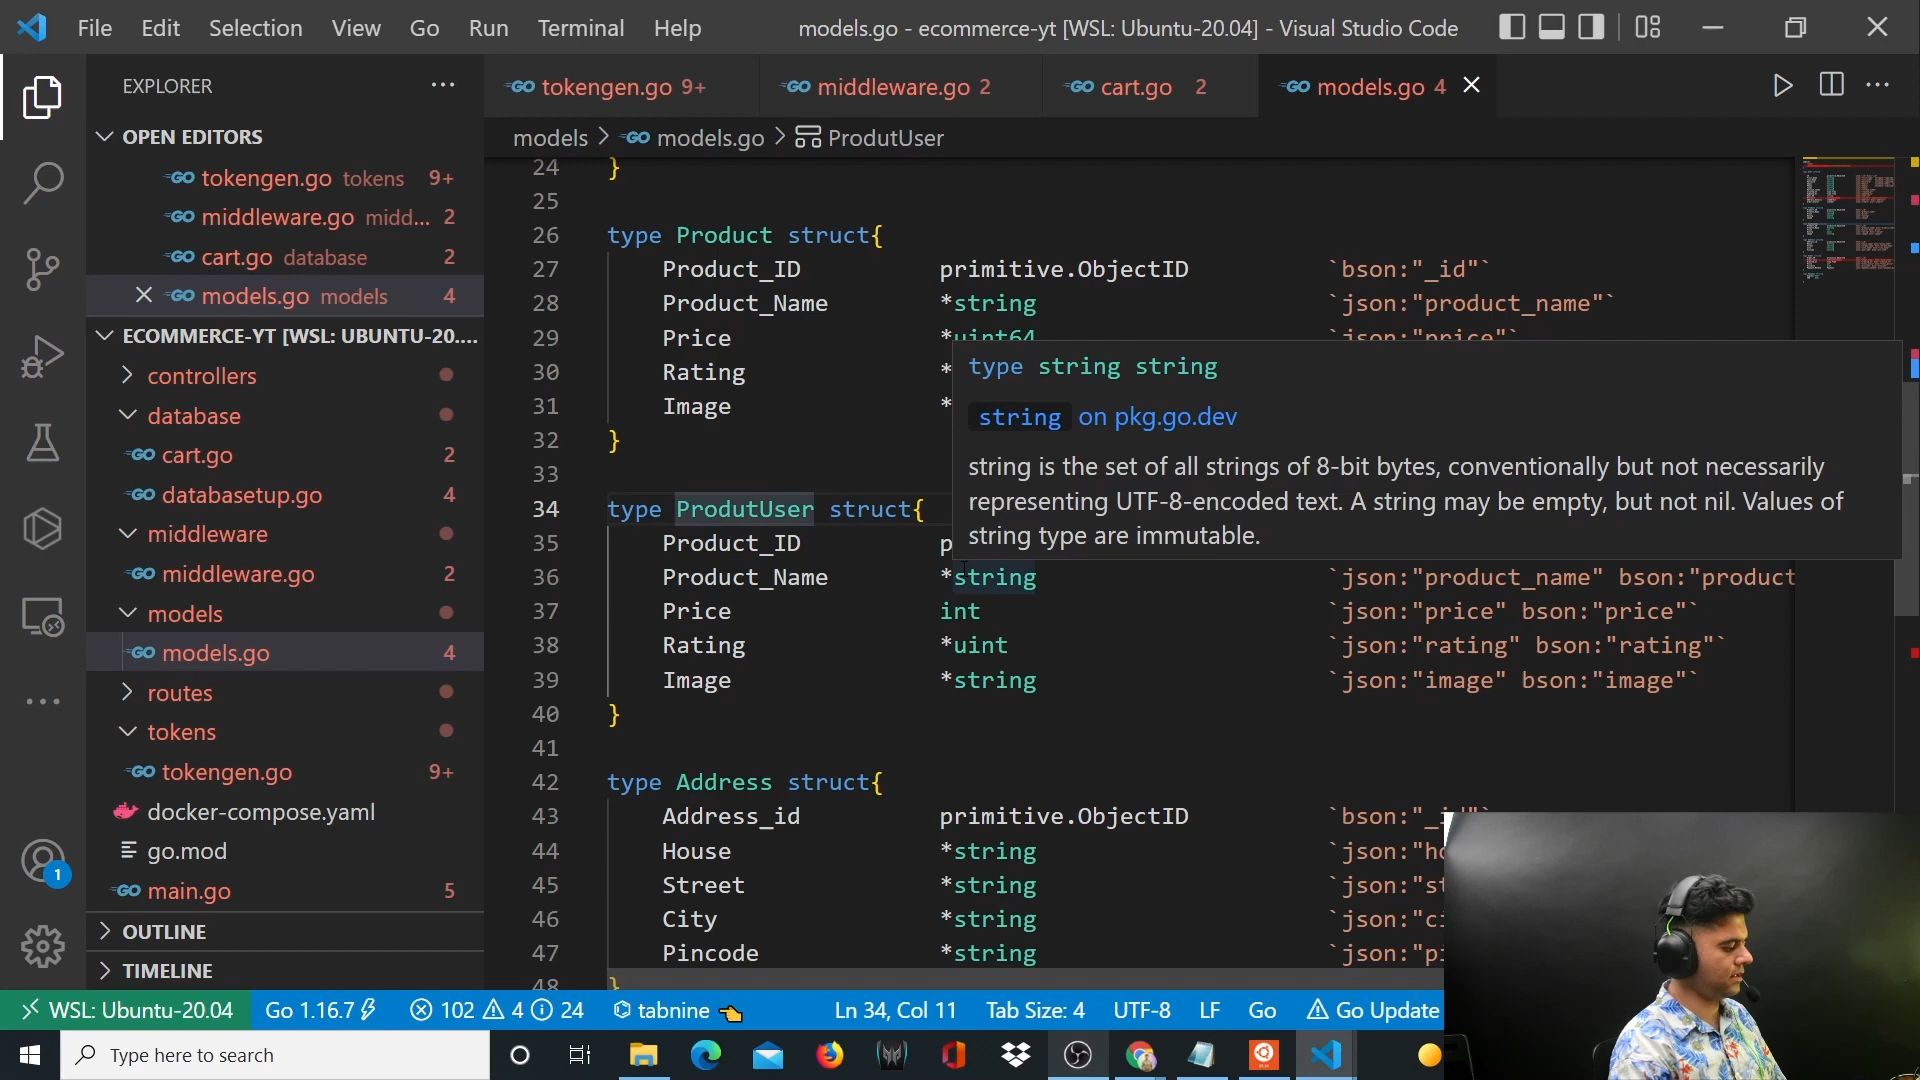 File Edit Selection View Go Run Terminal Help
models.go - ecommerce-yt [WSL: Ubuntu-20.04] - Visual Studio Code
EXPLORER
OPEN EDITORS
tokengen.go tokens 9+
middleware.go midd... 2
cart.go database 2
models.go models 4
ECOMMERCE-YT [WSL: UBUNTU-20....
controllers
database
cart.go 2
databasetup.go 4
middleware
middleware.go 2
models
models.go 4
routes
tokens
tokengen.go 9+
docker-compose.yaml
go.mod
main.go 5
OUTLINE
TIMELINE
1
tokengen.go 9+ middleware.go 2 cart.go 2 models.go 4
models > models.go > ProdutUser
24 }
25
26 type Product struct{
27 Product_ID primitive.ObjectID `bson:"_id"`
28 Product_Name *string `json:"product_name"`
29 Price *uint64 `json:"price"`
30 Rating *
31 Image *
32 }
33
type string string
string on pkg.go.dev
string is the set of all strings of 8-bit bytes, conventionally but not necessarily
representing UTF-8-encoded text. A string may be empty, but not nil. Values of
string type are immutable.
34 type ProdutUser struct{
35 Product_ID p
36 Product_Name *string `json:"product_name" bson:"product
37 Price int `json:"price" bson:"price"`
38 Rating *uint `json:"rating" bson:"rating"`
39 Image *string `json:"image" bson:"image"`
40 }
41
42 type Address struct{
43 Address_id primitive.ObjectID `bson:"_id"`
44 House *string `json:"ho
45 Street *string `json:"st
46 City *string `json:"ci
47 Pincode *string `json:"pi
48 }
WSL: Ubuntu-20.04 Go 1.16.7 102 4 24 tabnine Ln 34, Col 11 Tab Size: 4 UTF-8 LF Go Go Update
Type here to search